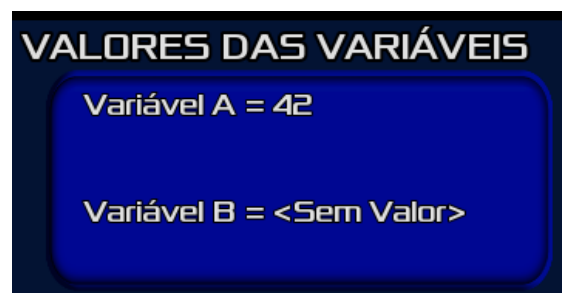 VALORES DAS VARIÁVEIS
Variável A = 42
Variável B = <Sem Valor>